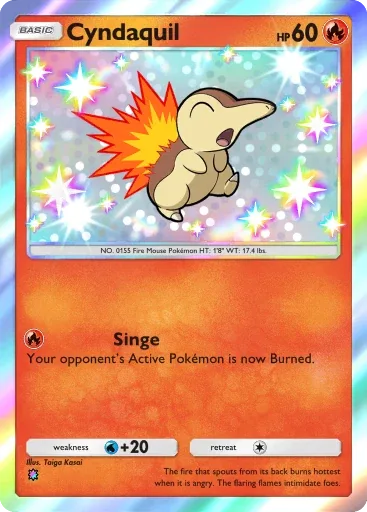 BASIC Cyndaquil HP 60
NO. 0155 Fire Mouse Pokémon HT: 1'8" WT: 17.4 lbs.
Singe
Your opponent's Active Pokémon is now Burned.
weakness +20 retreat
Illus. Taiga Kasai
The fire that spouts from its back burns hottest
when it is angry. The flaring flames intimidate foes.